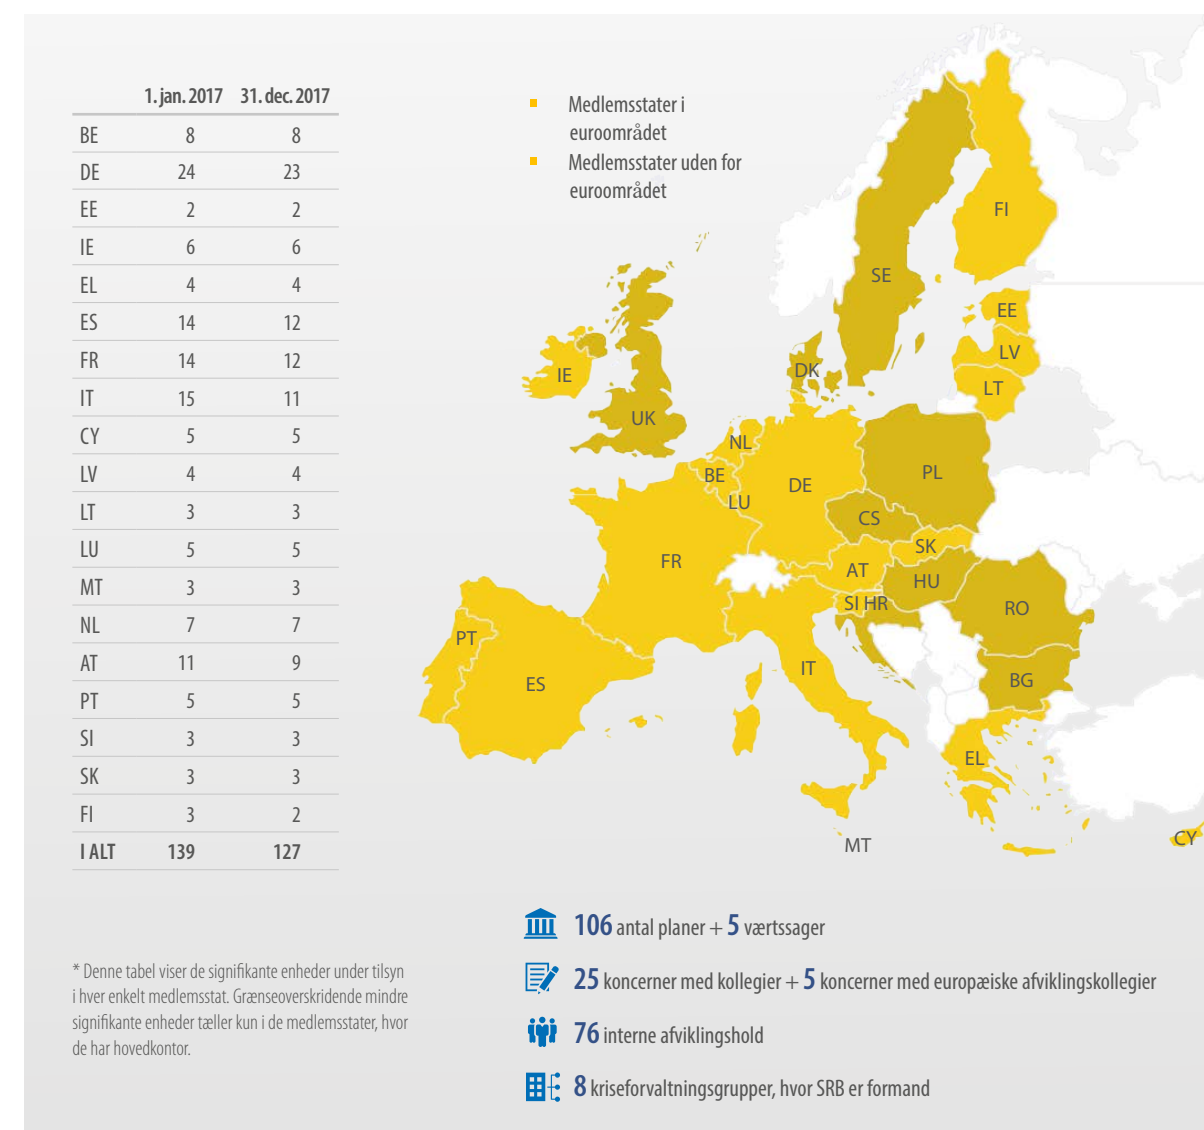 1. jan. 2017 31. dec. 2017
BE 8 8
DE 24 23
EE 2 2
IE 6 6
EL 4 4
ES 14 12
FR 14 12
IT 15 11
CY 5 5
LV 4 4
LT 3 3
LU 5 5
MT 3 3
NL 7 7
AT 11 9
PT 5 5
SI 3 3
SK 3 3
FI 3 2
I ALT 139 127
* Denne tabel viser de signifikante enheder under tilsyn
i hver enkelt medlemsstat. Grænseoverskridende mindre
signifikante enheder tæller kun i de medlemsstater, hvor
de har hovedkontor.
Medlemsstater i
euroområdet
Medlemsstater uden for
euroområdet
FI
SE
EE
LV
LT
DK
IE
UK
NL
BE
LU
DE
PL
CS
SK
FR
AT
HU
SI HR
RO
PT
ES
IT
BG
EL
MT
CY
106 antal planer + 5 værtssager
25 koncerner med kollegier + 5 koncerner med europæiske afviklingskollegier
76 interne afviklingshold
8 kriseforvaltningsgrupper, hvor SRB er formand